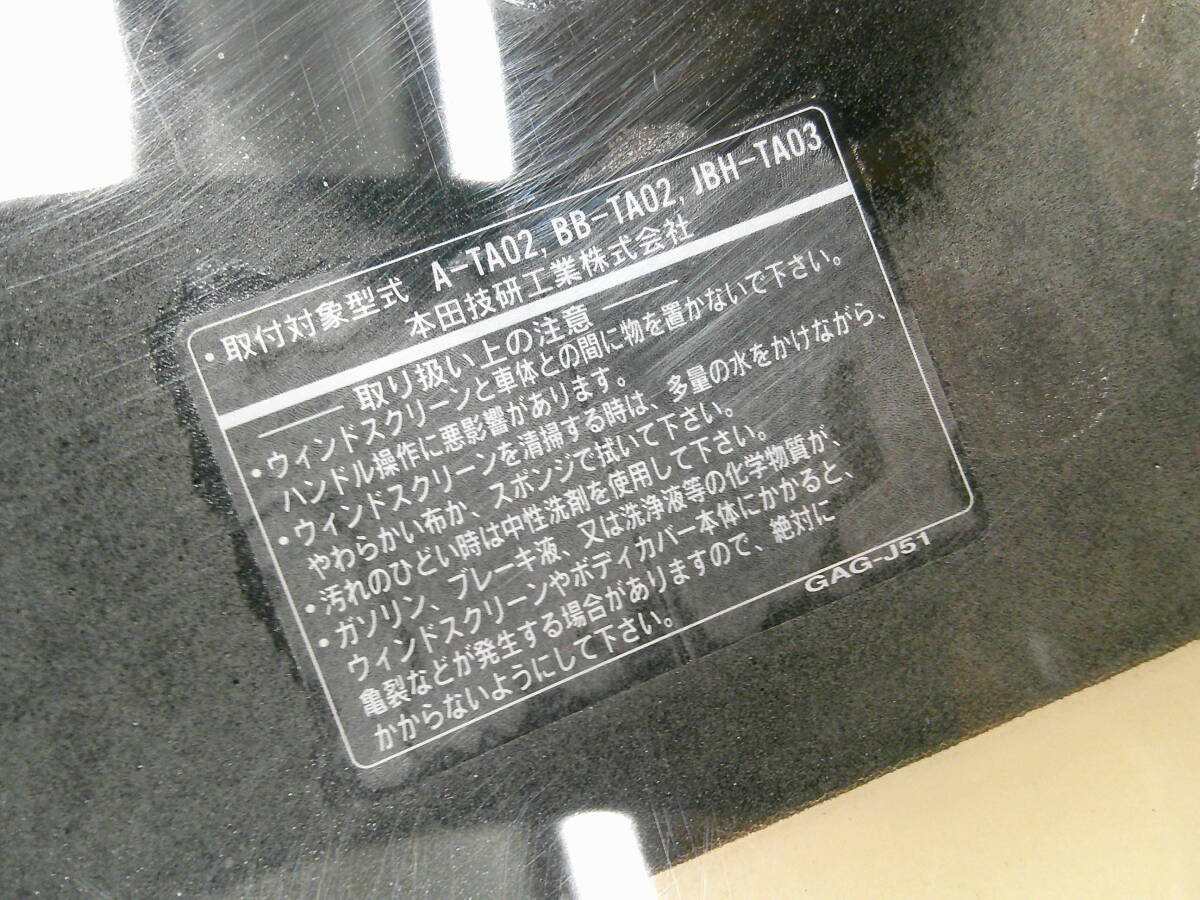 ・取付対象型式 A-TA02, BB-TA02, JBH-TA03
本田技研工業株式会社
取り扱い上の注意
・ウィンドスクリーンと車体との間に物を置かないで下さい。
ハンドル操作に悪影響があります。
・ウィンドスクリーンを清掃する時は、多量の水をかけながら、
やわらかい布か、スポンジで拭いて下さい。
・汚れのひどい時は中性洗剤を使用して下さい。
・ガソリン、ブレーキ液、又は洗浄液等の化学物質が、
ウィンドスクリーンやボディカバー本体にかかると、
亀裂などが発生する場合がありますので、絶対に
かからないようにして下さい。
GAG-J51